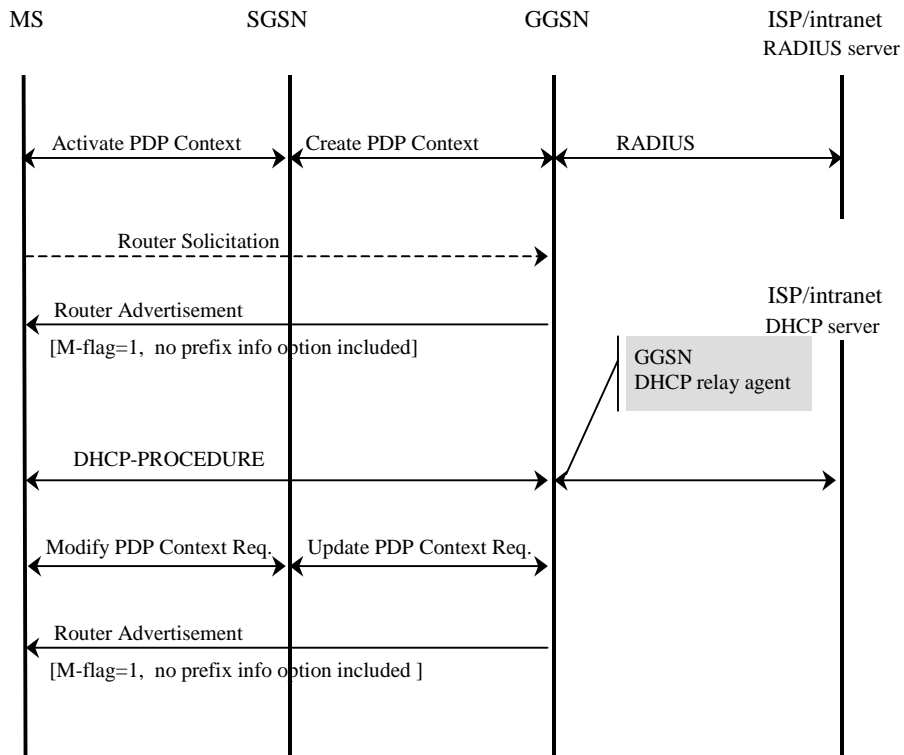 MS
SGSN
GGSN
ISP/intranet
RADIUS server
Activate PDP Context
Create PDP Context
RADIUS
Router Solicitation
Router Advertisement
[M-flag=1, no prefix info option included]
ISP/intranet
DHCP server
GGSN
DHCP relay agent
DHCP-PROCEDURE
Modify PDP Context Req.
Update PDP Context Req.
Router Advertisement
[M-flag=1, no prefix info option included ]